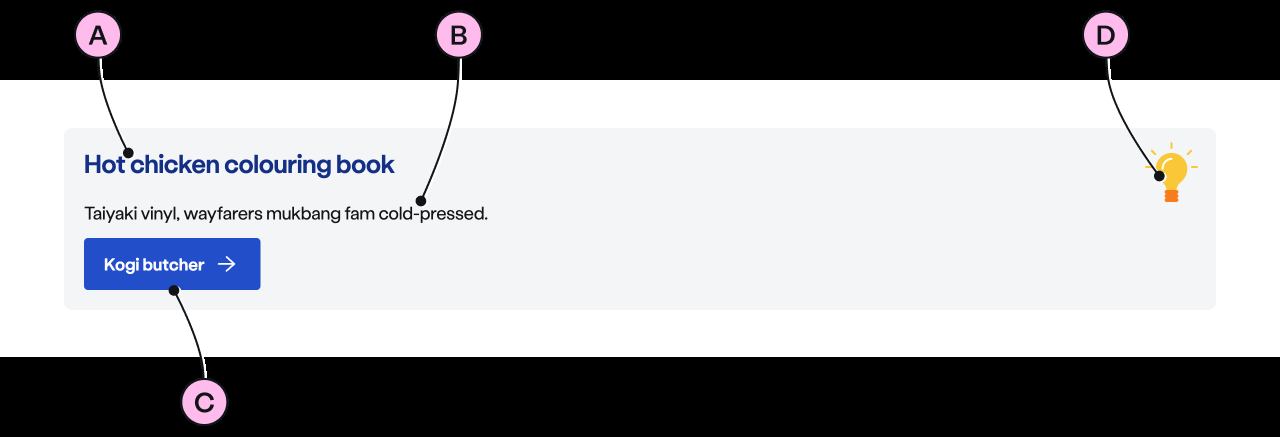 A
B
D
Hot chicken colouring book
Taiyaki vinyl, wayfarers mukbang fam cold-pressed.
Kogi butcher
C